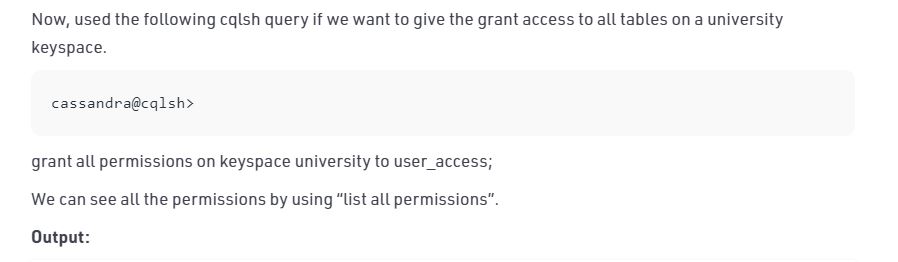 Now, used the following cqlsh query if we want to give the grant access to all tables on a university
keyspace.
cassandra@cqlsh>
grant all permissions on keyspace university to user_access;
We can see all the permissions by using “list all permissions”.
Output: